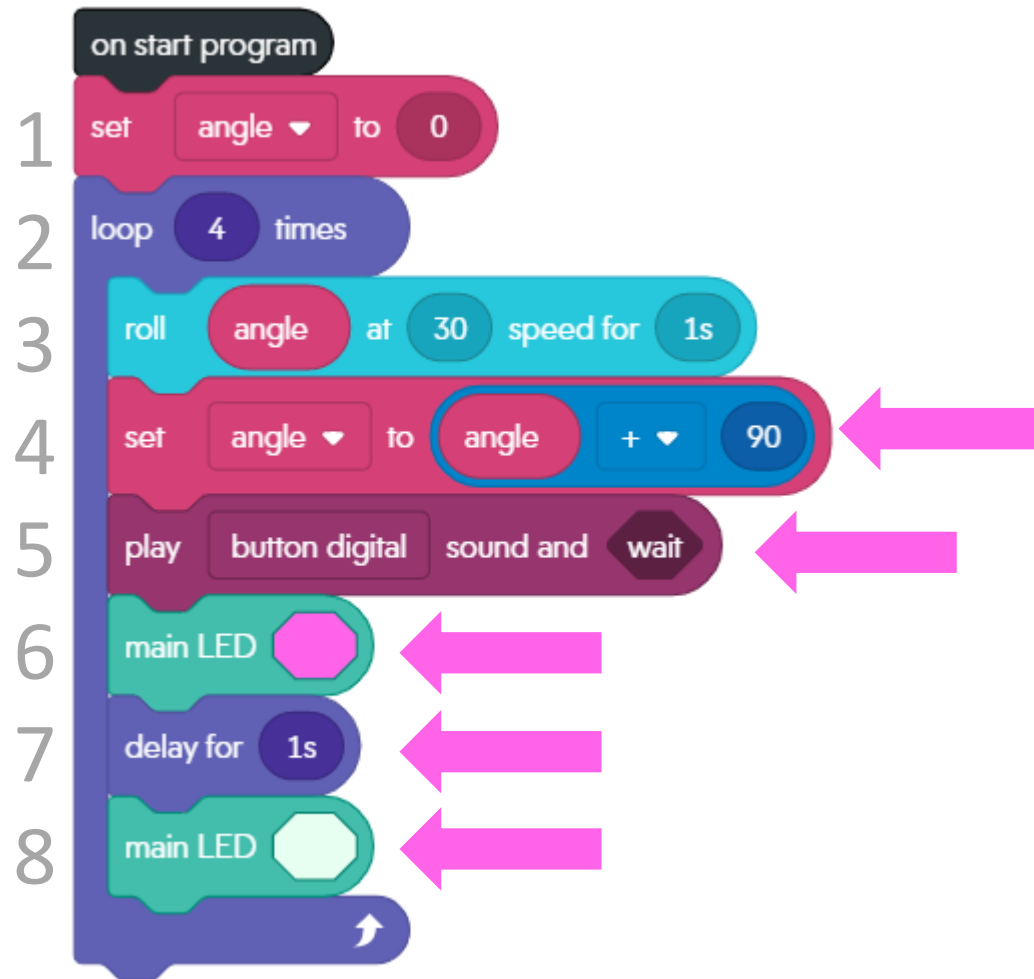 on start program
1 set angle to 0
2 loop 4 times
3 roll angle at 30 speed for 1s
4 set angle to angle + 90
5 play button digital sound and wait
6 main LED
7 delay for 1s
8 main LED